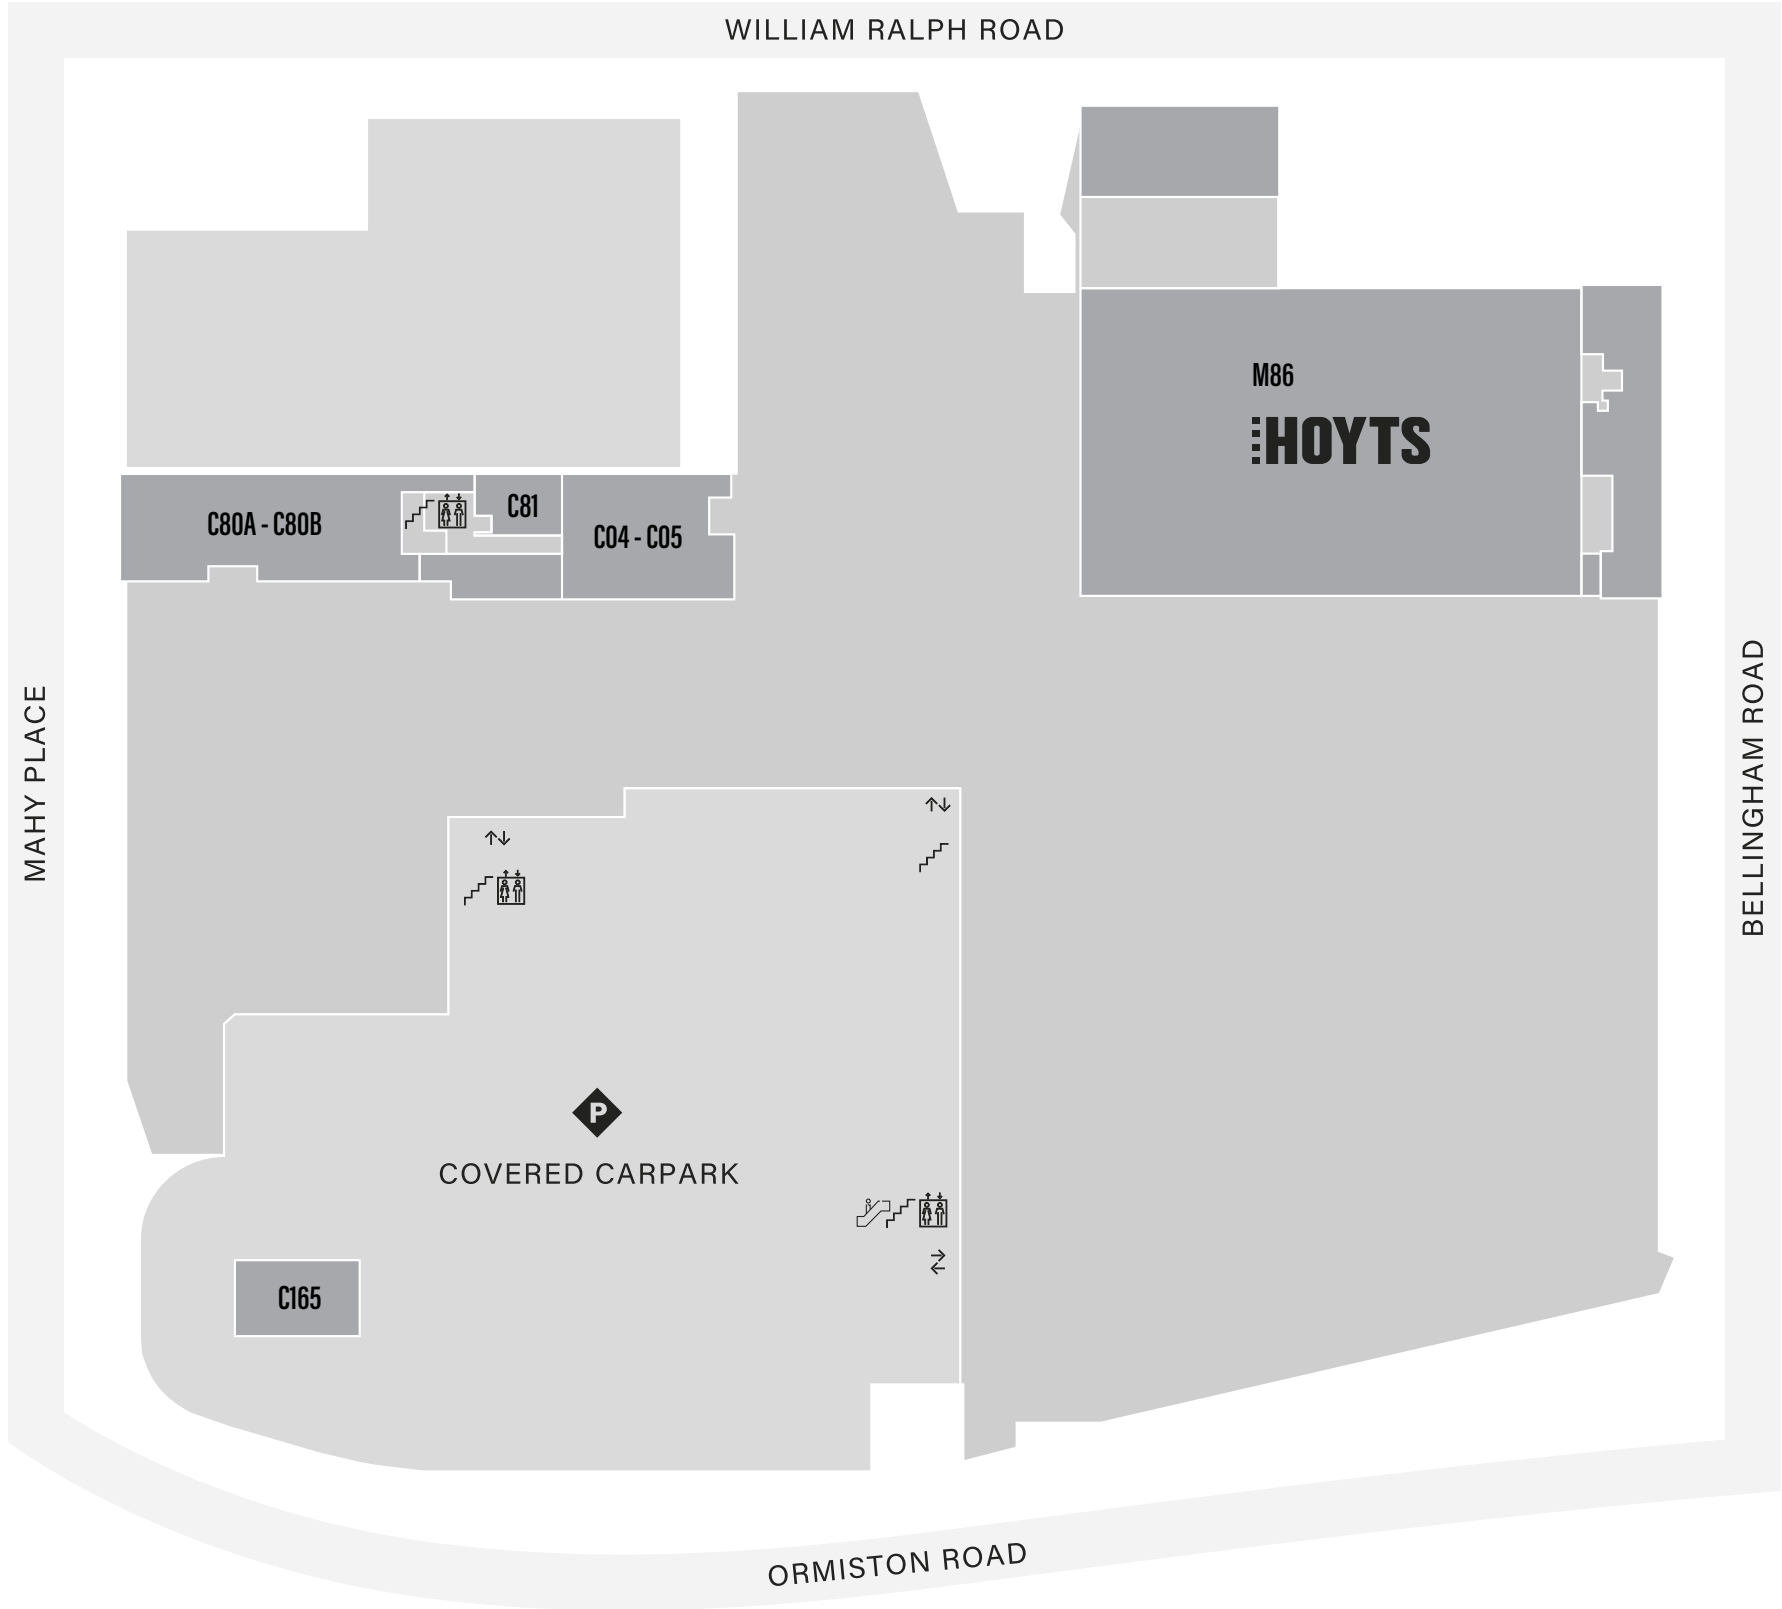 WILLIAM RALPH ROAD
M86
HOYTS
C80A - C80B
C81
C04 - C05
MAHY PLACE
BELLINGHAM ROAD
P
COVERED CARPARK
C165
ORMISTON ROAD